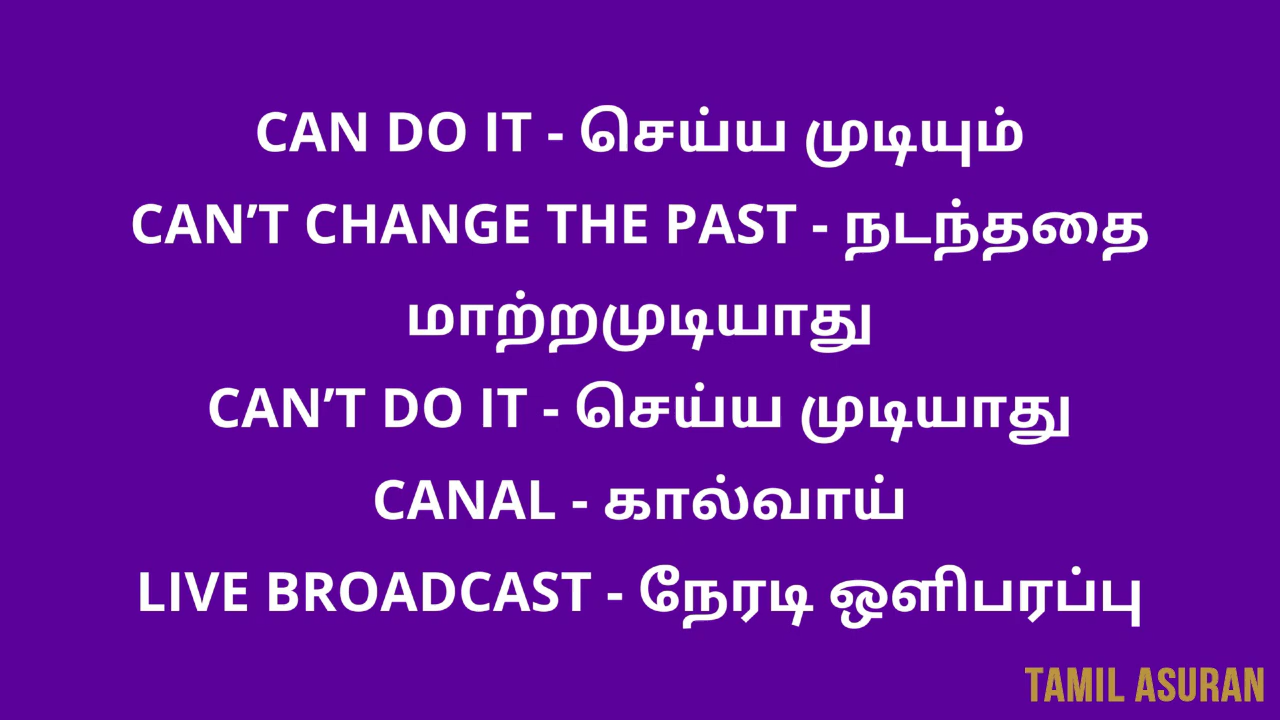 CAN DO IT - செய்ய முடியும்
CAN’T CHANGE THE PAST - நடந்ததை
மாற்றமுடியாது
CAN’T DO IT - செய்ய முடியாது
CANAL - கால்வாய்
LIVE BROADCAST - நேரடி ஒளிபரப்பு
TAMIL ASURAN